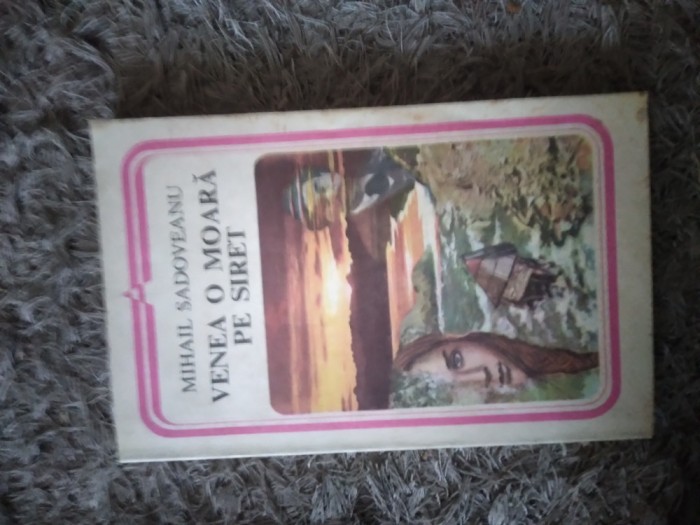 MIHAIL SADOVEANU
VENEA O MOARĂ
PE SIRET